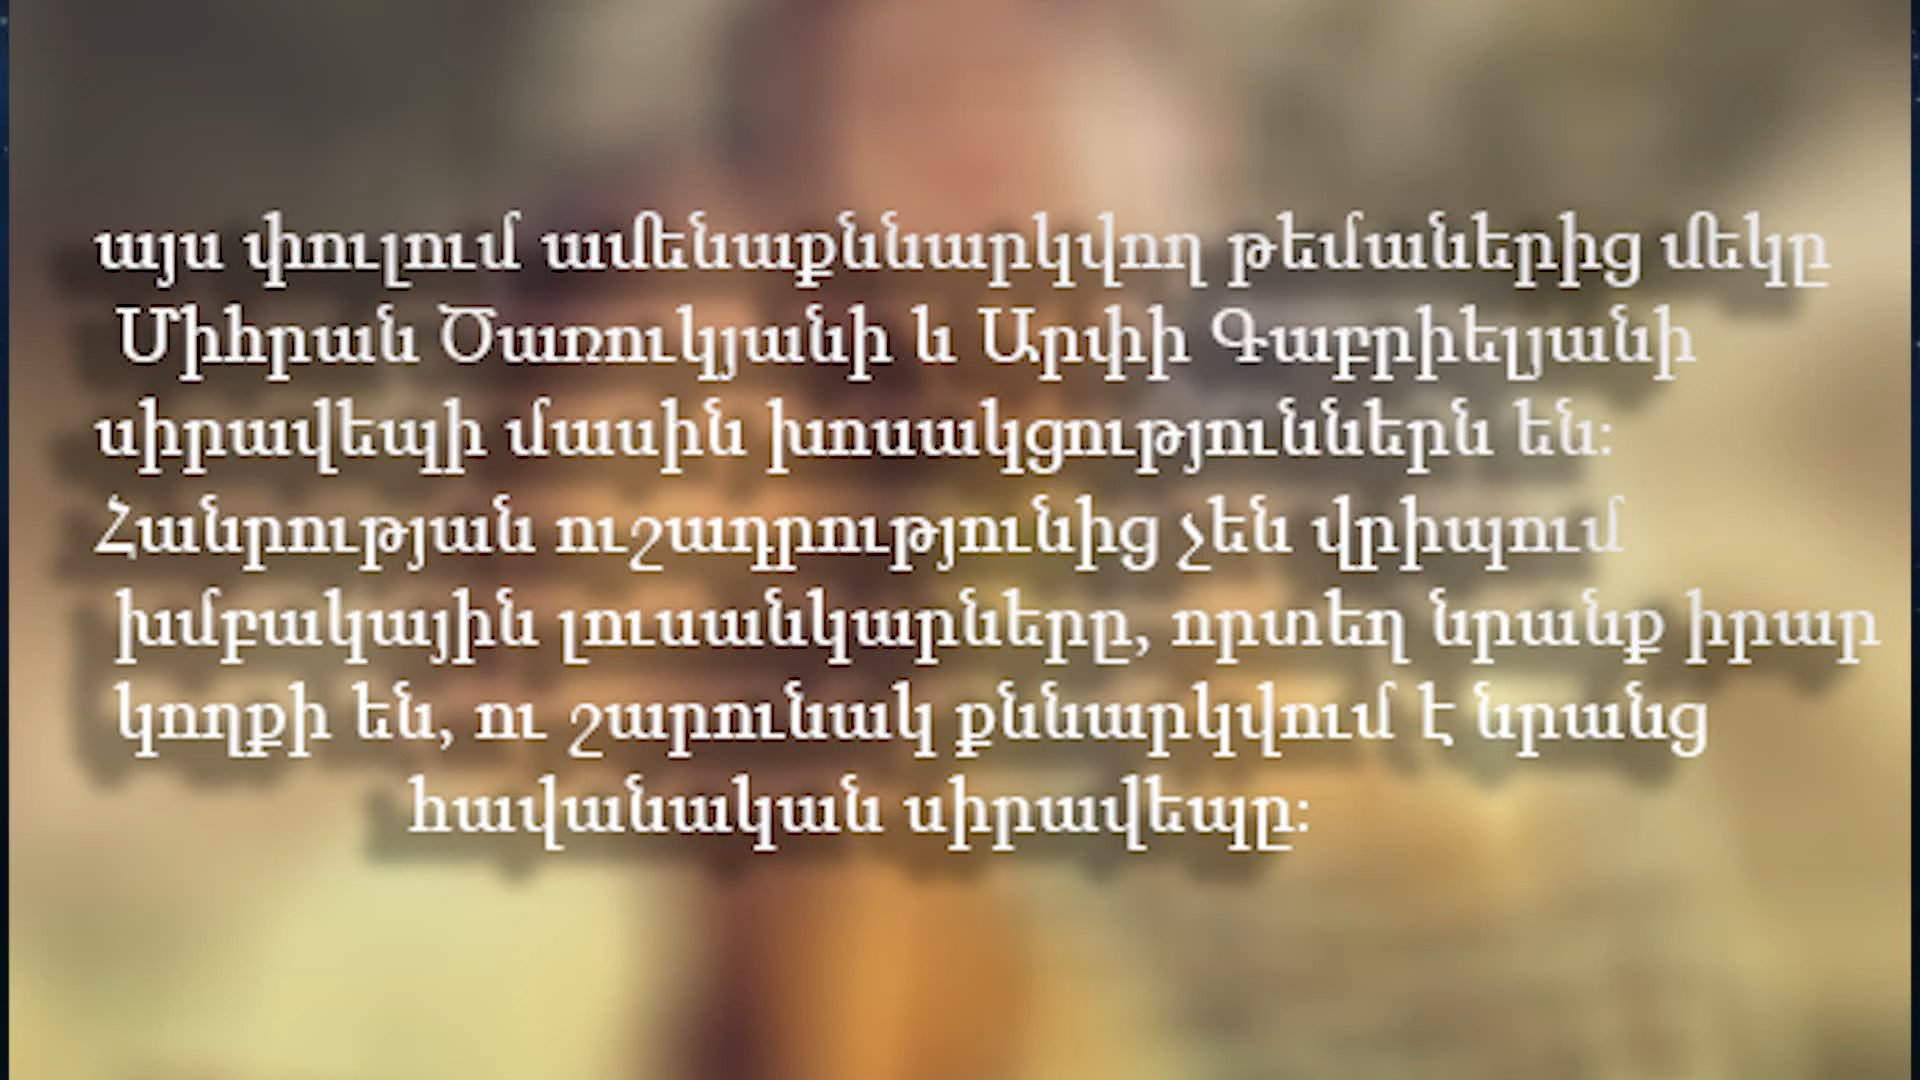 այս փուլում ամենաքննարկվող թեմաներից մեկը
Միհրան Ծառուկյանի և Արփի Գաբրիելյանի
սիրավեպի մասին խոսակցություններն են։
Հանրության ուշադրությունից չեն վրիպում
խմբակային լուսանկարները, որտեղ նրանք իրար
կողքի են, ու շարունակ քննարկվում է նրանց
հավանական սիրավեպը։